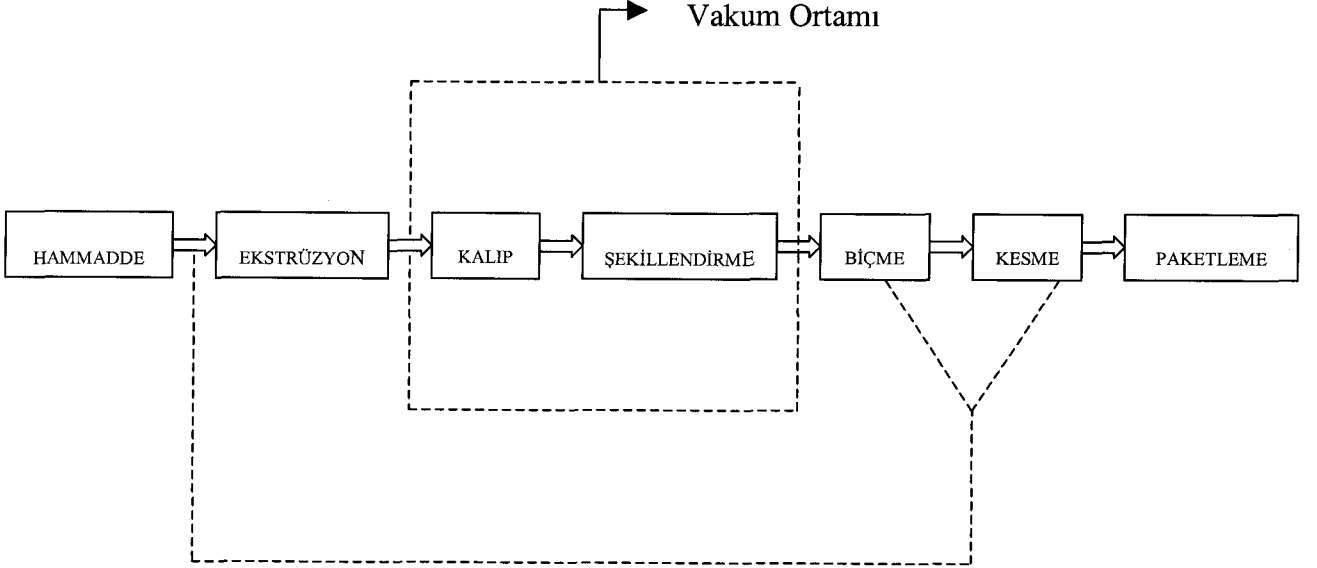 Vakum Ortamı
HAMMADDE
EKSTRÜZYON
KALIP
ŞEKİLLENDİRME
BİÇME
KESME
PAKETLEME